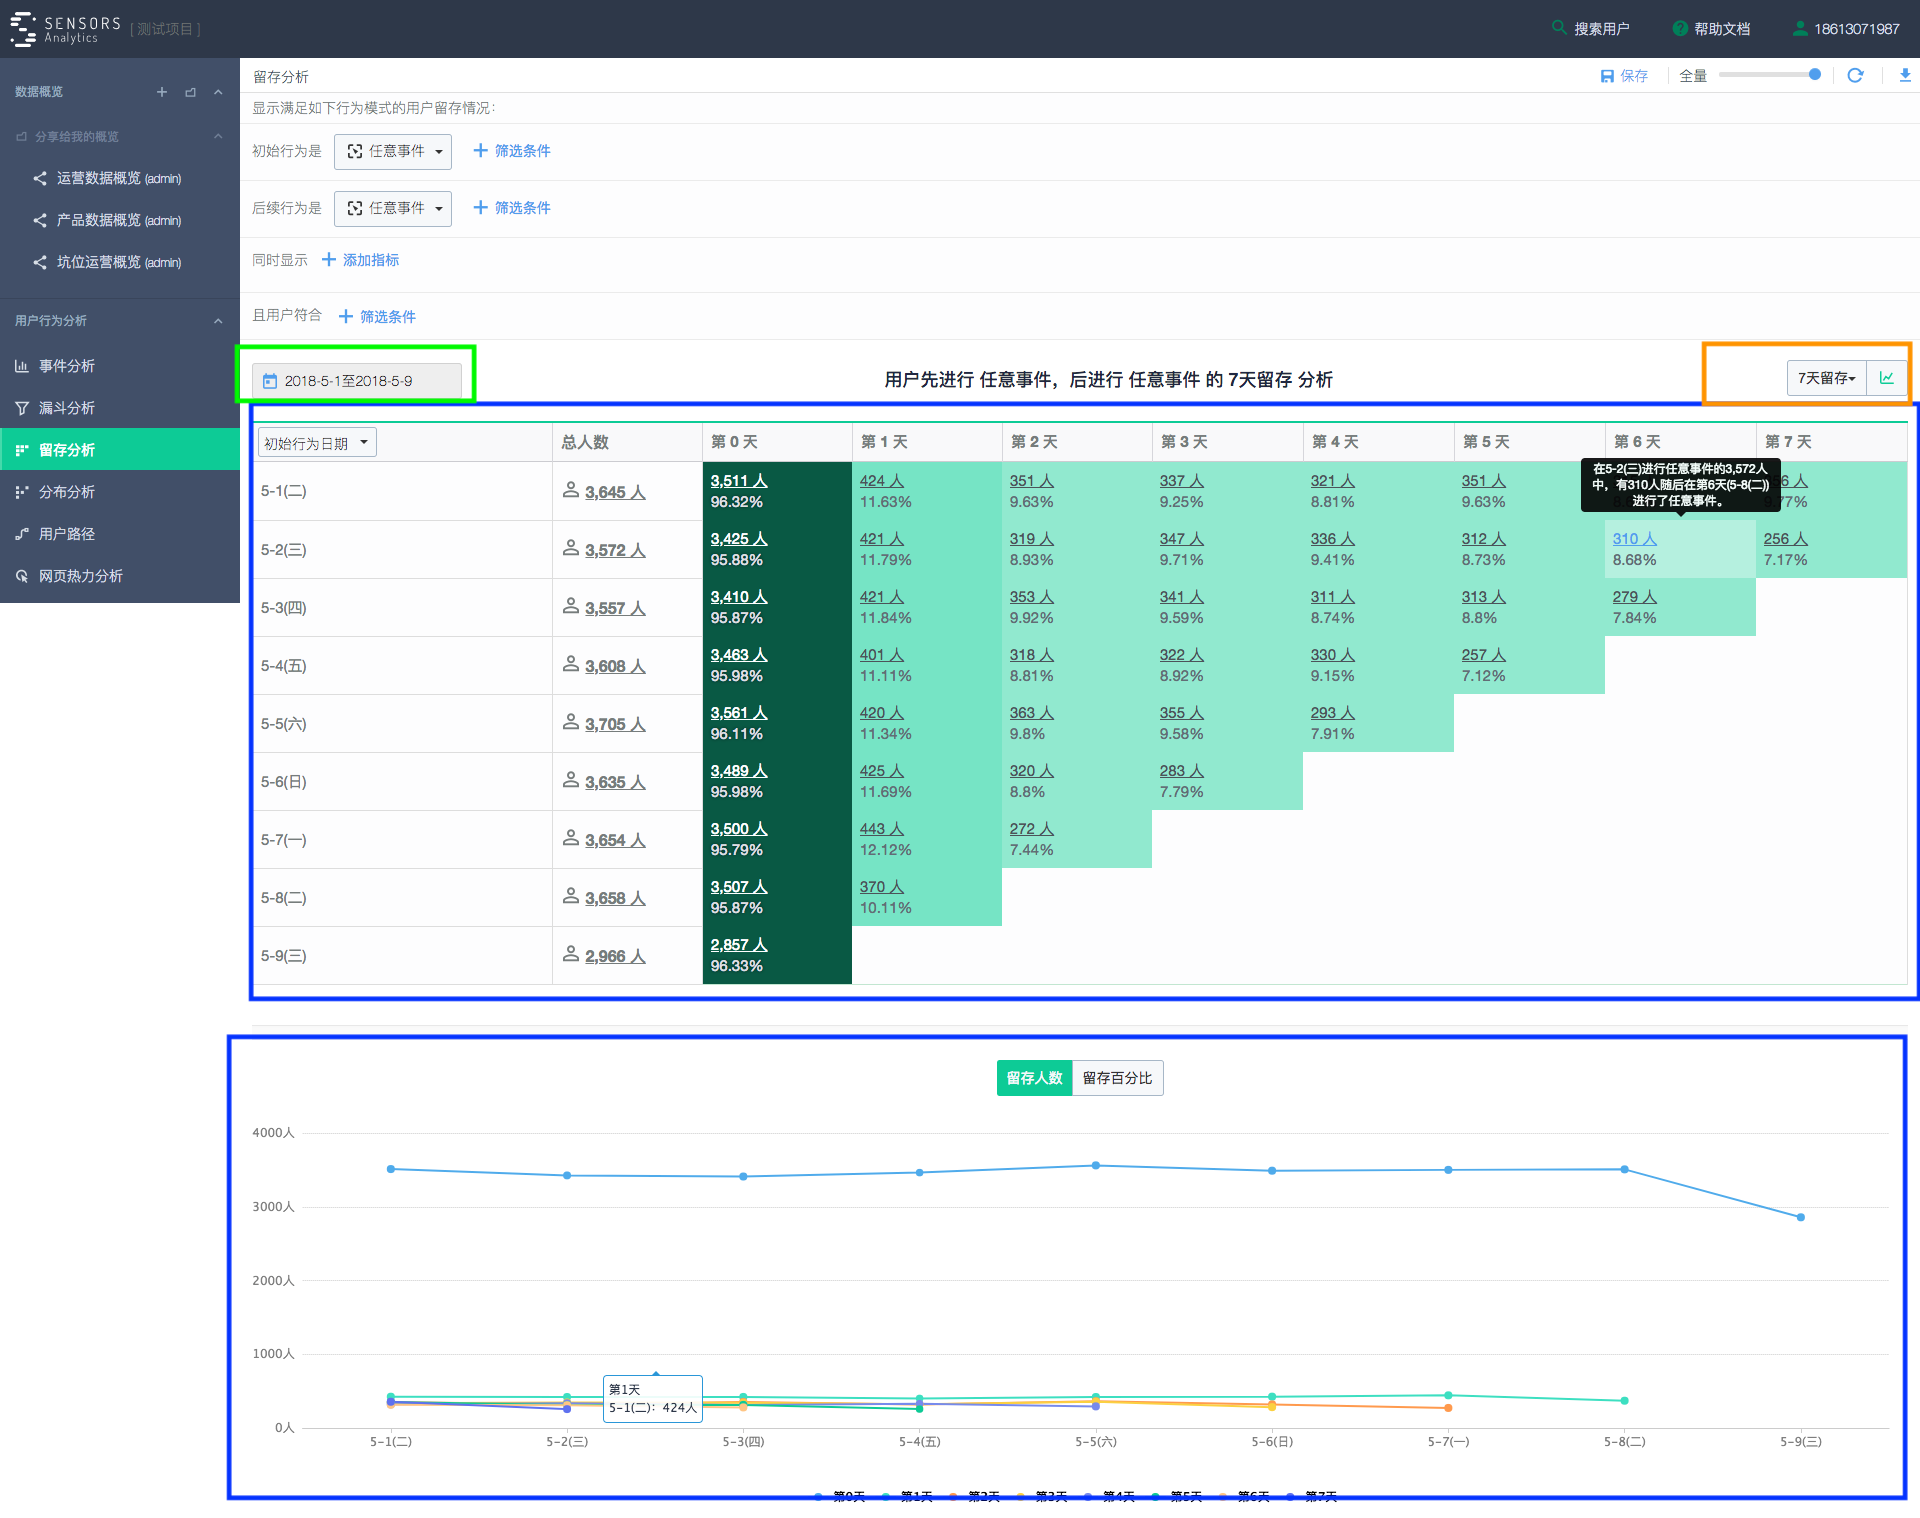 SENSORS
Analytics
[ 测试项目 ]
搜索用户
帮助文档
18613071987
数据概览
分享给我的概览
运营数据概览 (admin)
产品数据概览 (admin)
坑位运营概览 (admin)
用户行为分析
事件分析
漏斗分析
留存分析
分布分析
用户路径
网页热力分析
留存分析
保存
全量
显示满足如下行为模式的用户留存情况：
初始行为是 任意事件 筛选条件
后续行为是 任意事件 筛选条件
同时显示 添加指标
且用户符合 筛选条件
2018-5-1至2018-5-9
用户先进行 任意事件，后进行 任意事件 的 7天留存 分析
7天留存
初始行为日期 总人数 第 0 天 第 1 天 第 2 天 第 3 天 第 4 天 第 5 天 第 6 天 第 7 天
在5-2(三)进行任意事件的3,572人
中，有310人随后在第6天(5-8(二))
进行了任意事件。
5-1(二) 3,645 人 3,511 人 424 人 351 人 337 人 321 人 351 人
96.32% 11.63% 9.63% 9.25% 8.81% 9.63%
5-2(三) 3,572 人 3,425 人 421 人 319 人 347 人 336 人 312 人 310 人 256 人
95.88% 11.79% 8.93% 9.71% 9.41% 8.73% 8.68% 7.17%
5-3(四) 3,557 人 3,410 人 421 人 353 人 341 人 311 人 313 人 279 人
95.87% 11.84% 9.92% 9.59% 8.74% 8.8% 7.84%
5-4(五) 3,608 人 3,463 人 401 人 318 人 322 人 330 人 257 人
95.98% 11.11% 8.81% 8.92% 9.15% 7.12%
5-5(六) 3,705 人 3,561 人 420 人 363 人 355 人 293 人
96.11% 11.34% 9.8% 9.58% 7.91%
5-6(日) 3,635 人 3,489 人 425 人 320 人 283 人
95.98% 11.69% 8.8% 7.79%
5-7(一) 3,654 人 3,500 人 443 人 272 人
95.79% 12.12% 7.44%
5-8(二) 3,658 人 3,507 人 370 人
95.87% 10.11%
5-9(三) 2,966 人 2,857 人
96.33%
留存人数 留存百分比
4000人
3000人
2000人
1000人
0人
第1天
5-1(二)：424人
5-1(二) 5-2(三) 5-3(四) 5-4(五) 5-5(六) 5-6(日) 5-7(一) 5-8(二) 5-9(三)
第0天 第1天 第2天 第3天 第4天 第5天 第6天 第7天